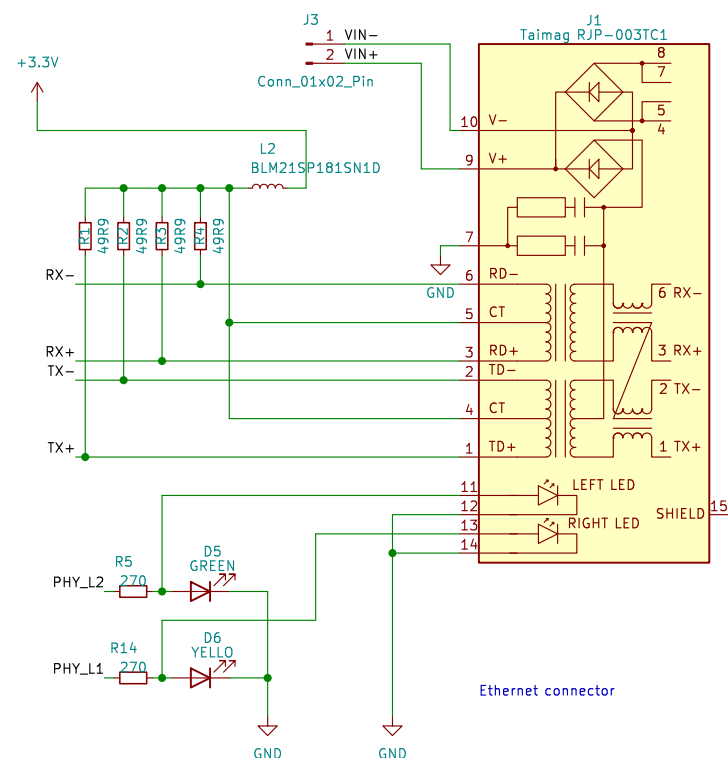 J3
J1
Taimag RJP-003TC1
1 VIN-
2 VIN+
Conn_01x02_Pin
+3.3V
8
7
5
4
10 V-
9 V+
L2
BLM21SP181SN1D
R1 49R9
R2 49R9
R3 49R9
R4 49R9
7
GND
RX-
6 RD-
6 RX-
5 CT
RX+
3 RD+
3 RX+
TX-
2 TD-
2 TX-
4 CT
TX+
1 TD+
1 TX+
11
LEFT LED
12
13
RIGHT LED
14
SHIELD
15
R5
270
PHY_L2
D5
GREEN
R14
270
PHY_L1
D6
YELLO
Ethernet connector
GND
GND